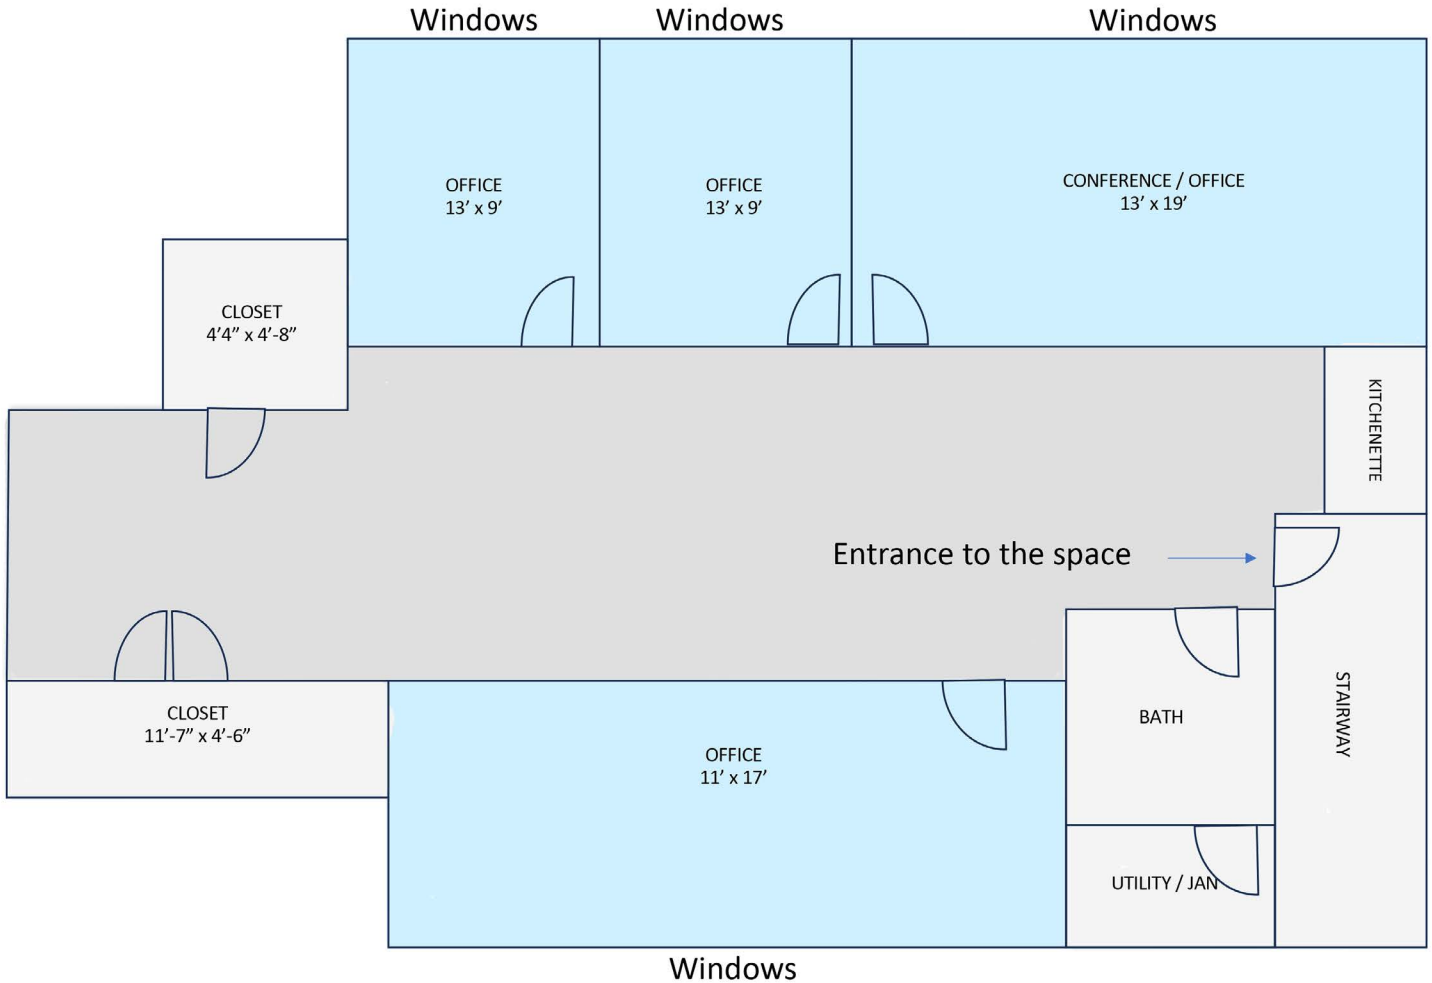 Windows
Windows
Windows
OFFICE
13’ x 9’
OFFICE
13’ x 9’
CONFERENCE / OFFICE
13’ x 19’
CLOSET
4’4” x 4’-8”
KITCHENETTE
Entrance to the space
CLOSET
11’-7” x 4’-6”
OFFICE
11’ x 17’
BATH
STAIRWAY
UTILITY / JAN
Windows